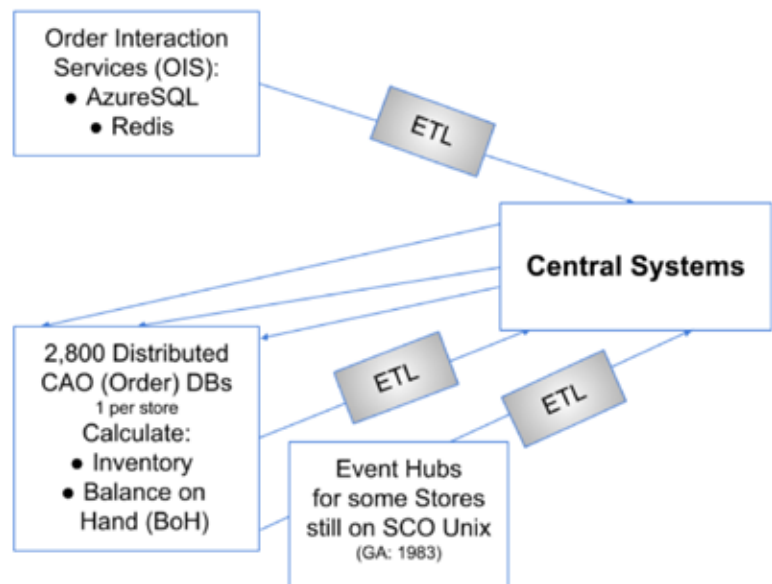 Order Interaction
Services (OIS):
● AzureSQL
● Redis
ETL
Central Systems
2,800 Distributed
CAO (Order) DBs
1 per store
Calculate:
● Inventory
● Balance on
Hand (BoH)
ETL
ETL
Event Hubs
for some Stores
still on SCO Unix
(GA: 1983)